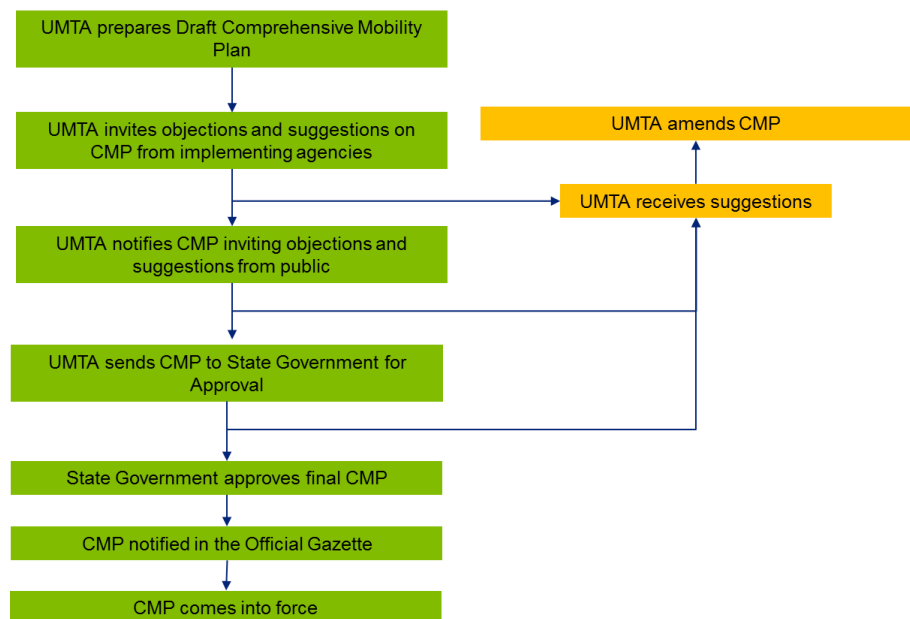 UMTA prepares Draft Comprehensive Mobility
Plan
UMTA invites objections and suggestions on
CMP from implementing agencies
UMTA amends CMP
UMTA receives suggestions
UMTA notifies CMP inviting objections and
suggestions from public
UMTA sends CMP to State Government for
Approval
State Government approves final CMP
CMP notified in the Official Gazette
CMP comes into force